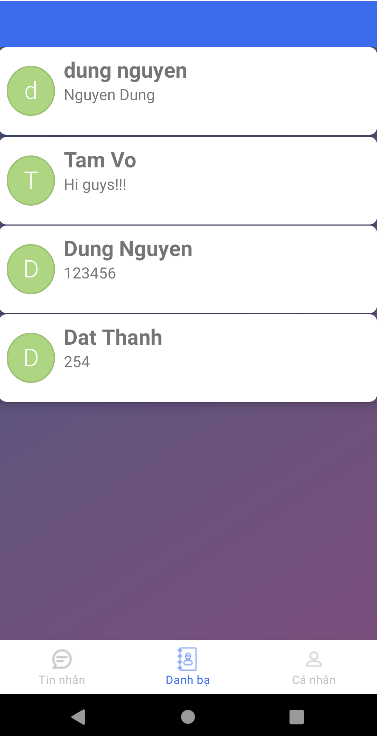 d
dung nguyen
Nguyen Dung
T
Tam Vo
Hi guys!!!
D
Dung Nguyen
123456
D
Dat Thanh
254
Tin nhắn
Danh bạ
Cá nhân